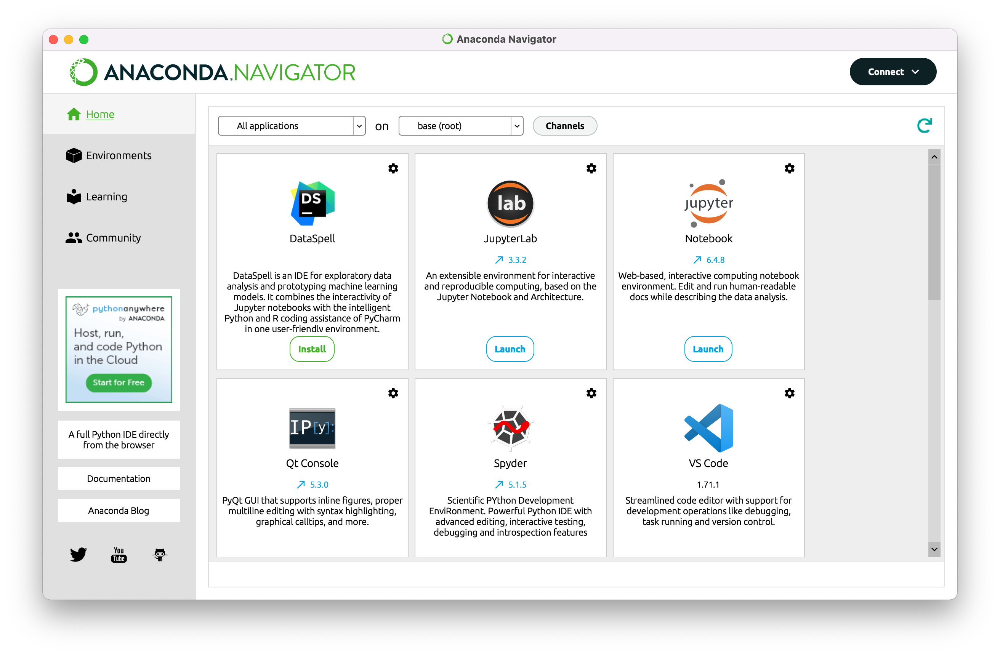 Anaconda Navigator
ANACONDA.NAVIGATOR
Connect
Home
Environments
Learning
Community
pythonanywhere
by ANACONDA
Host, run,
and code Python
in the Cloud
Start for Free
A full Python IDE directly
from the browser
Documentation
Anaconda Blog
You
Tube
All applications
on
base (root)
Channels
DS
DataSpell
DataSpell is an IDE for exploratory data
analysis and prototyping machine learning
models. It combines the interactivity of
Jupyter notebooks with the intelligent
Python and R coding assistance of PyCharm
in one user-friendly environment.
Install
lab
JupyterLab
3.3.2
An extensible environment for interactive
and reproducible computing, based on the
Jupyter Notebook and Architecture.
Launch
jupyter
Notebook
6.4.8
Web-based, interactive computing notebook
environment. Edit and run human-readable
docs while describing the data analysis.
Launch
IP[y]:
Qt Console
5.3.0
PyQt GUI that supports inline figures, proper
multiline editing with syntax highlighting,
graphical calltips, and more.
Spyder
5.1.5
Scientific PYthon Development
EnviRonment. Powerful Python IDE with
advanced editing, interactive testing,
debugging and introspection features
VS Code
1.71.1
Streamlined code editor with support for
development operations like debugging,
task running and version control.